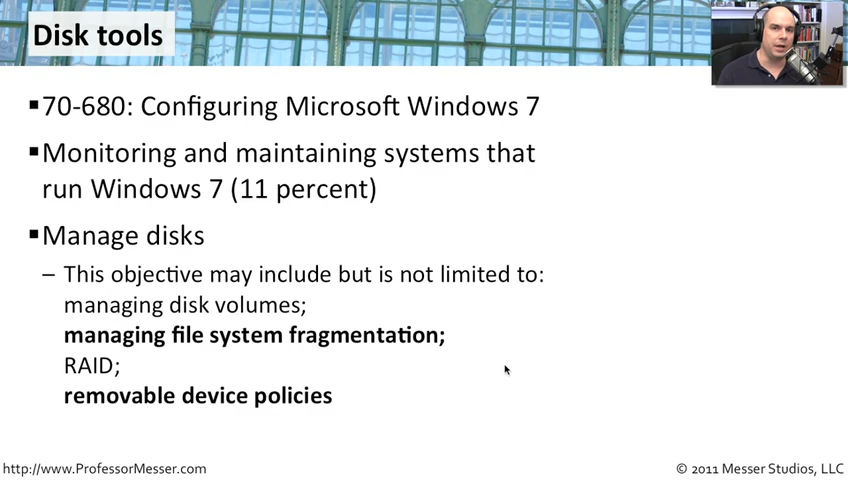 Disk tools
▪70-680: Configuring Microsoft Windows 7
▪Monitoring and maintaining systems that
run Windows 7 (11 percent)
▪Manage disks
– This objective may include but is not limited to:
managing disk volumes;
managing file system fragmentation;
RAID;
removable device policies
http://www.ProfessorMesser.com
© 2011 Messer Studios, LLC